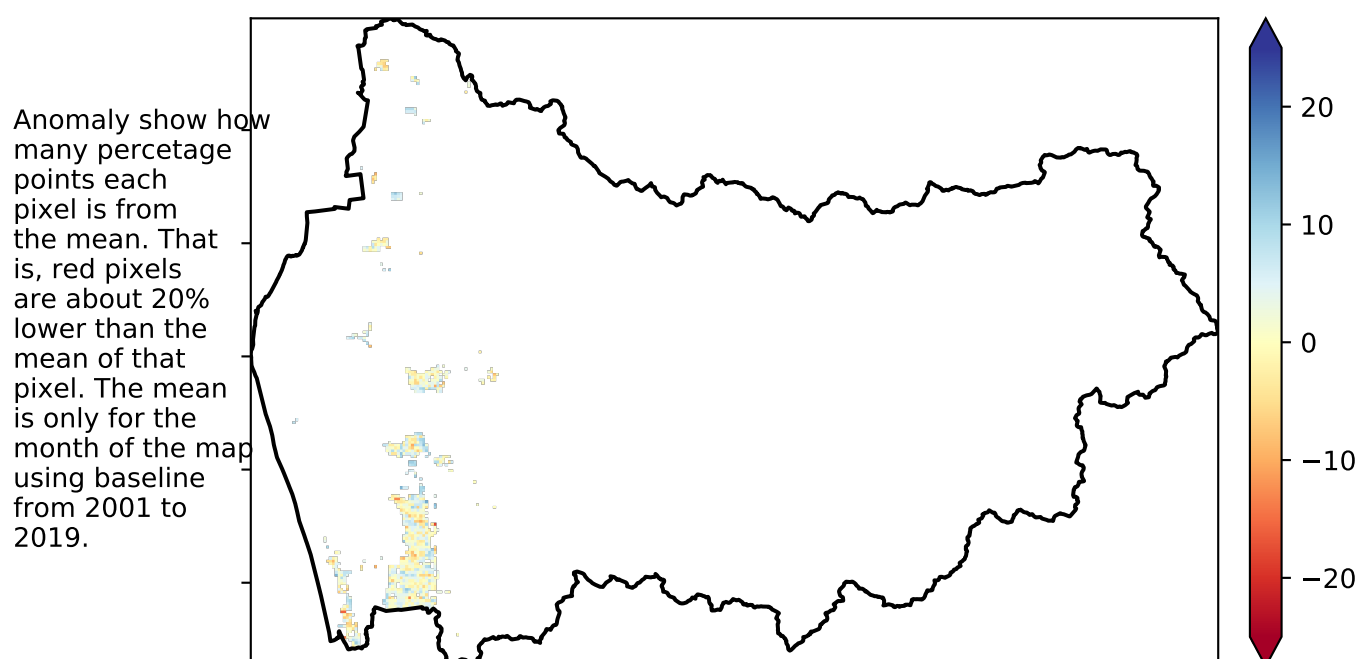 Anomaly show how
many percetage
points each
pixel is from
the mean. That
is, red pixels
are about 20%
lower than the
mean of that
pixel. The mean
is only for the
month of the map
using baseline
from 2001 to
2019.
20
10
0
−10
−20